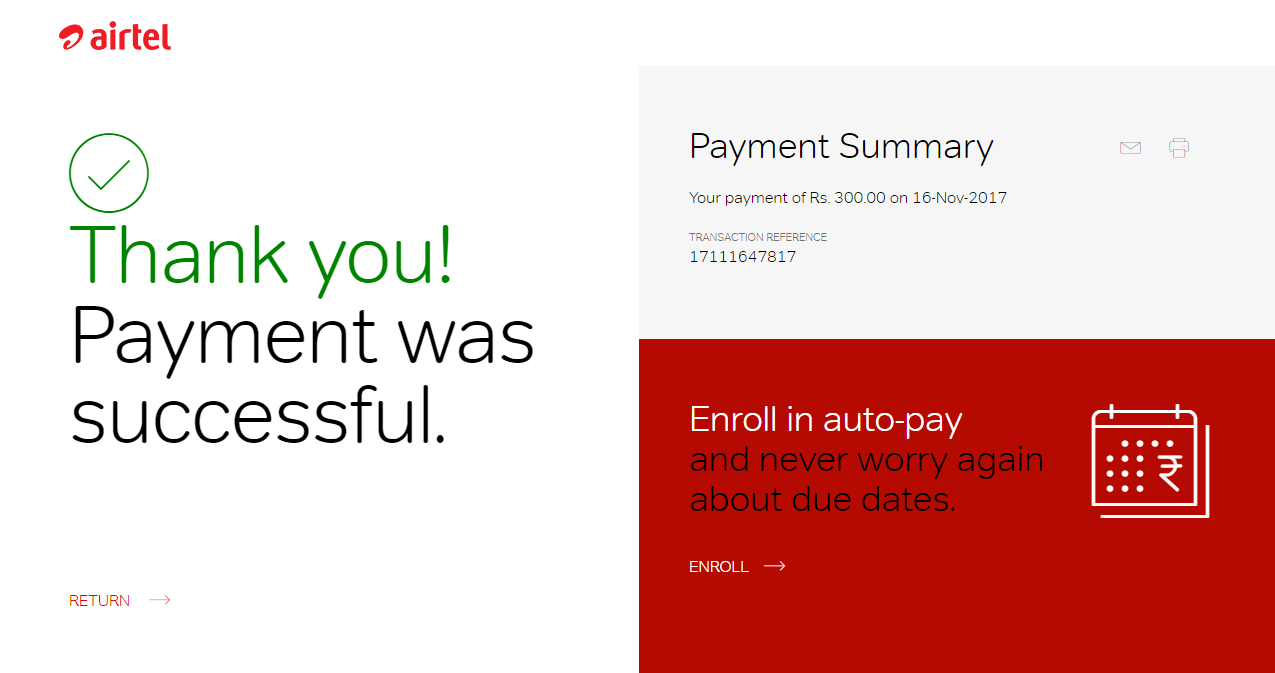 airtel
Thank you!
Payment was
successful.
RETURN
Payment Summary
Your payment of Rs. 300.00 on 16-Nov-2017
TRANSACTION REFERENCE
17111647817
Enroll in auto-pay
and never worry again
about due dates.
₹
ENROLL